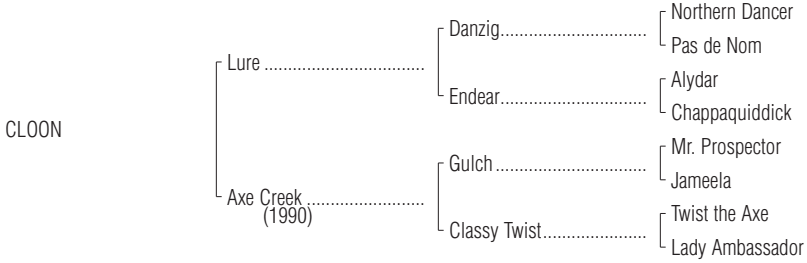 Northern Dancer
Danzig
Pas de Nom
Lure
Alydar
Endear
Chappaquiddick
CLOON
Mr. Prospector
Gulch
Jameela
Axe Creek
(1990)
Twist the Axe
Classy Twist
Lady Ambassador